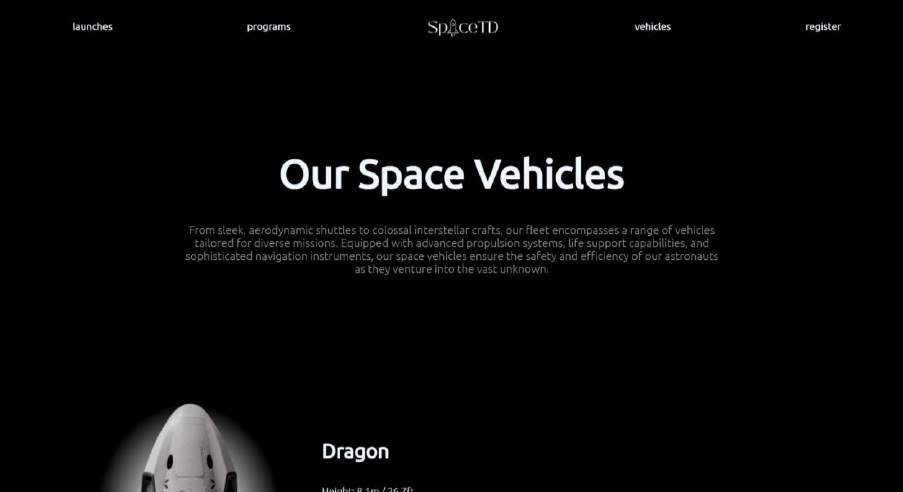 launches programs SpaceTD vehicles register
Our Space Vehicles
From sleek, aerodynamic shuttles to colossal interstellar crafts, our fleet encompasses a range of vehicles
tailored for diverse missions. Equipped with advanced propulsion systems, life support capabilities, and
sophisticated navigation instruments, our space vehicles ensure the safety and efficiency of our astronauts
as they venture into the vast unknown.
Dragon
Height: 8.1m / 26.7ft